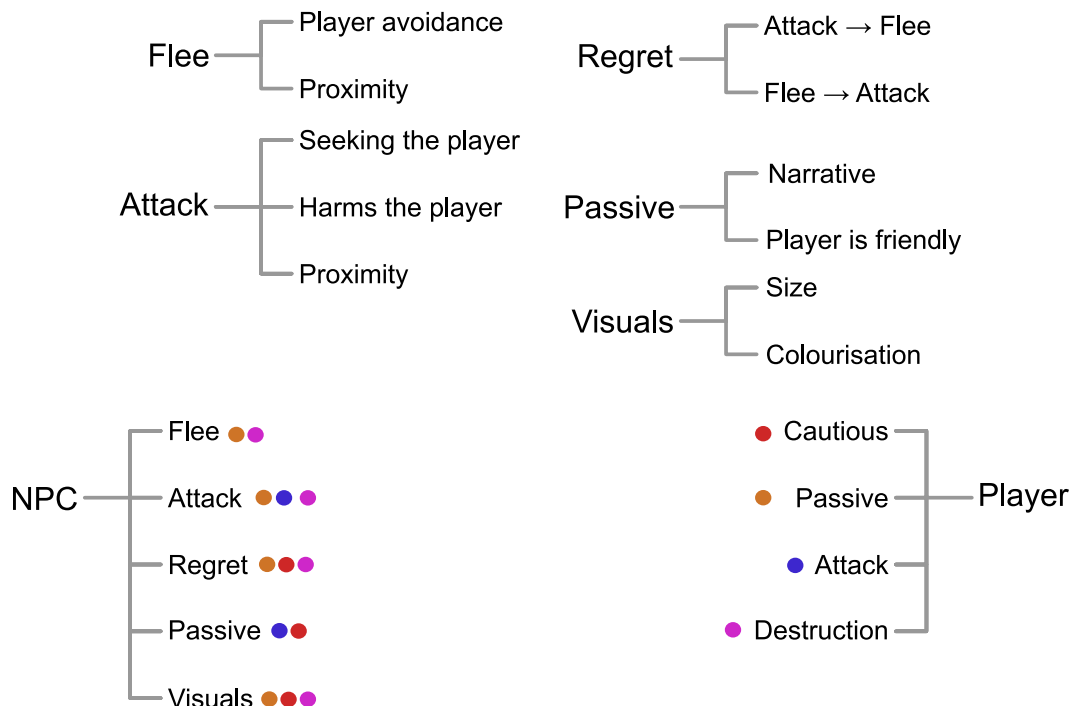 Flee
Player avoidance
Proximity
Attack
Seeking the player
Harms the player
Proximity
Regret
Attack → Flee
Flee → Attack
Passive
Narrative
Player is friendly
Visuals
Size
Colourisation
NPC
Flee
Attack
Regret
Passive
Visuals
Player
Cautious
Passive
Attack
Destruction